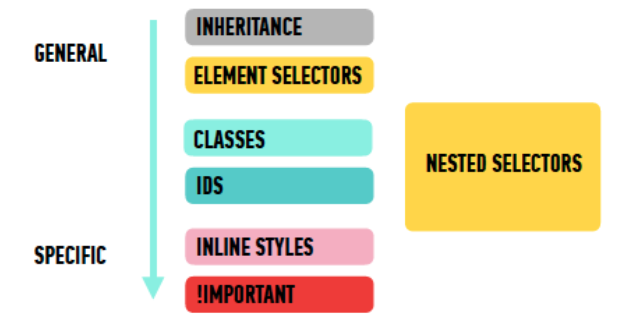 GENERAL
INHERITANCE
ELEMENT SELECTORS
CLASSES
IDS
NESTED SELECTORS
SPECIFIC
INLINE STYLES
!IMPORTANT